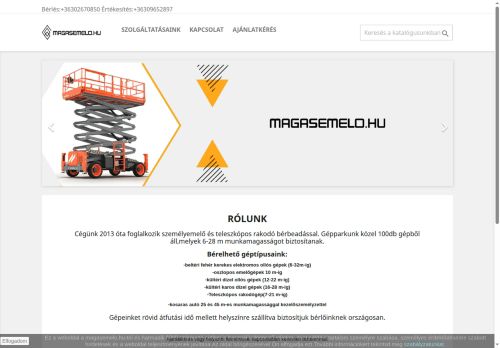 Bérlés:+36302670850 Értékesítés:+36309652897
MAGASEMELO.HU
SZOLGÁLTATÁSAINK KAPCSOLAT AJÁNLATKÉRÉS
Keresés a katalógusunkban
MAGASEMELO.HU
RÓLUNK
Cégünk 2013 óta foglalkozik személyemelő és teleszkópos rakodó bérbeadással. Gépparkunk közel 100db gépből
áll,melyek 6-28 m munkamagasságot biztosítanak.
Bérelhető géptípusaink:
-beltéri fehér kerekes elektromos ollós gépek (6-32m-ig)
-oszlopos emelőgépek 10 m-ig
-kültéri dízel ollós gépek (12-22 m-ig)
-kültéri karos dízel gépek (16-28 m-ig)
-Teleszkópos rakodógép(7-21 m-ig)
-kosaras autó 25 és 45 m-es munkamagassággal kezelőszemélyzettel
Gépeinket rövid átfutási idő mellett helyszínre szállítva biztosítjuk bérlőinknek országosan.
Elfogadom
szabályzatunkat